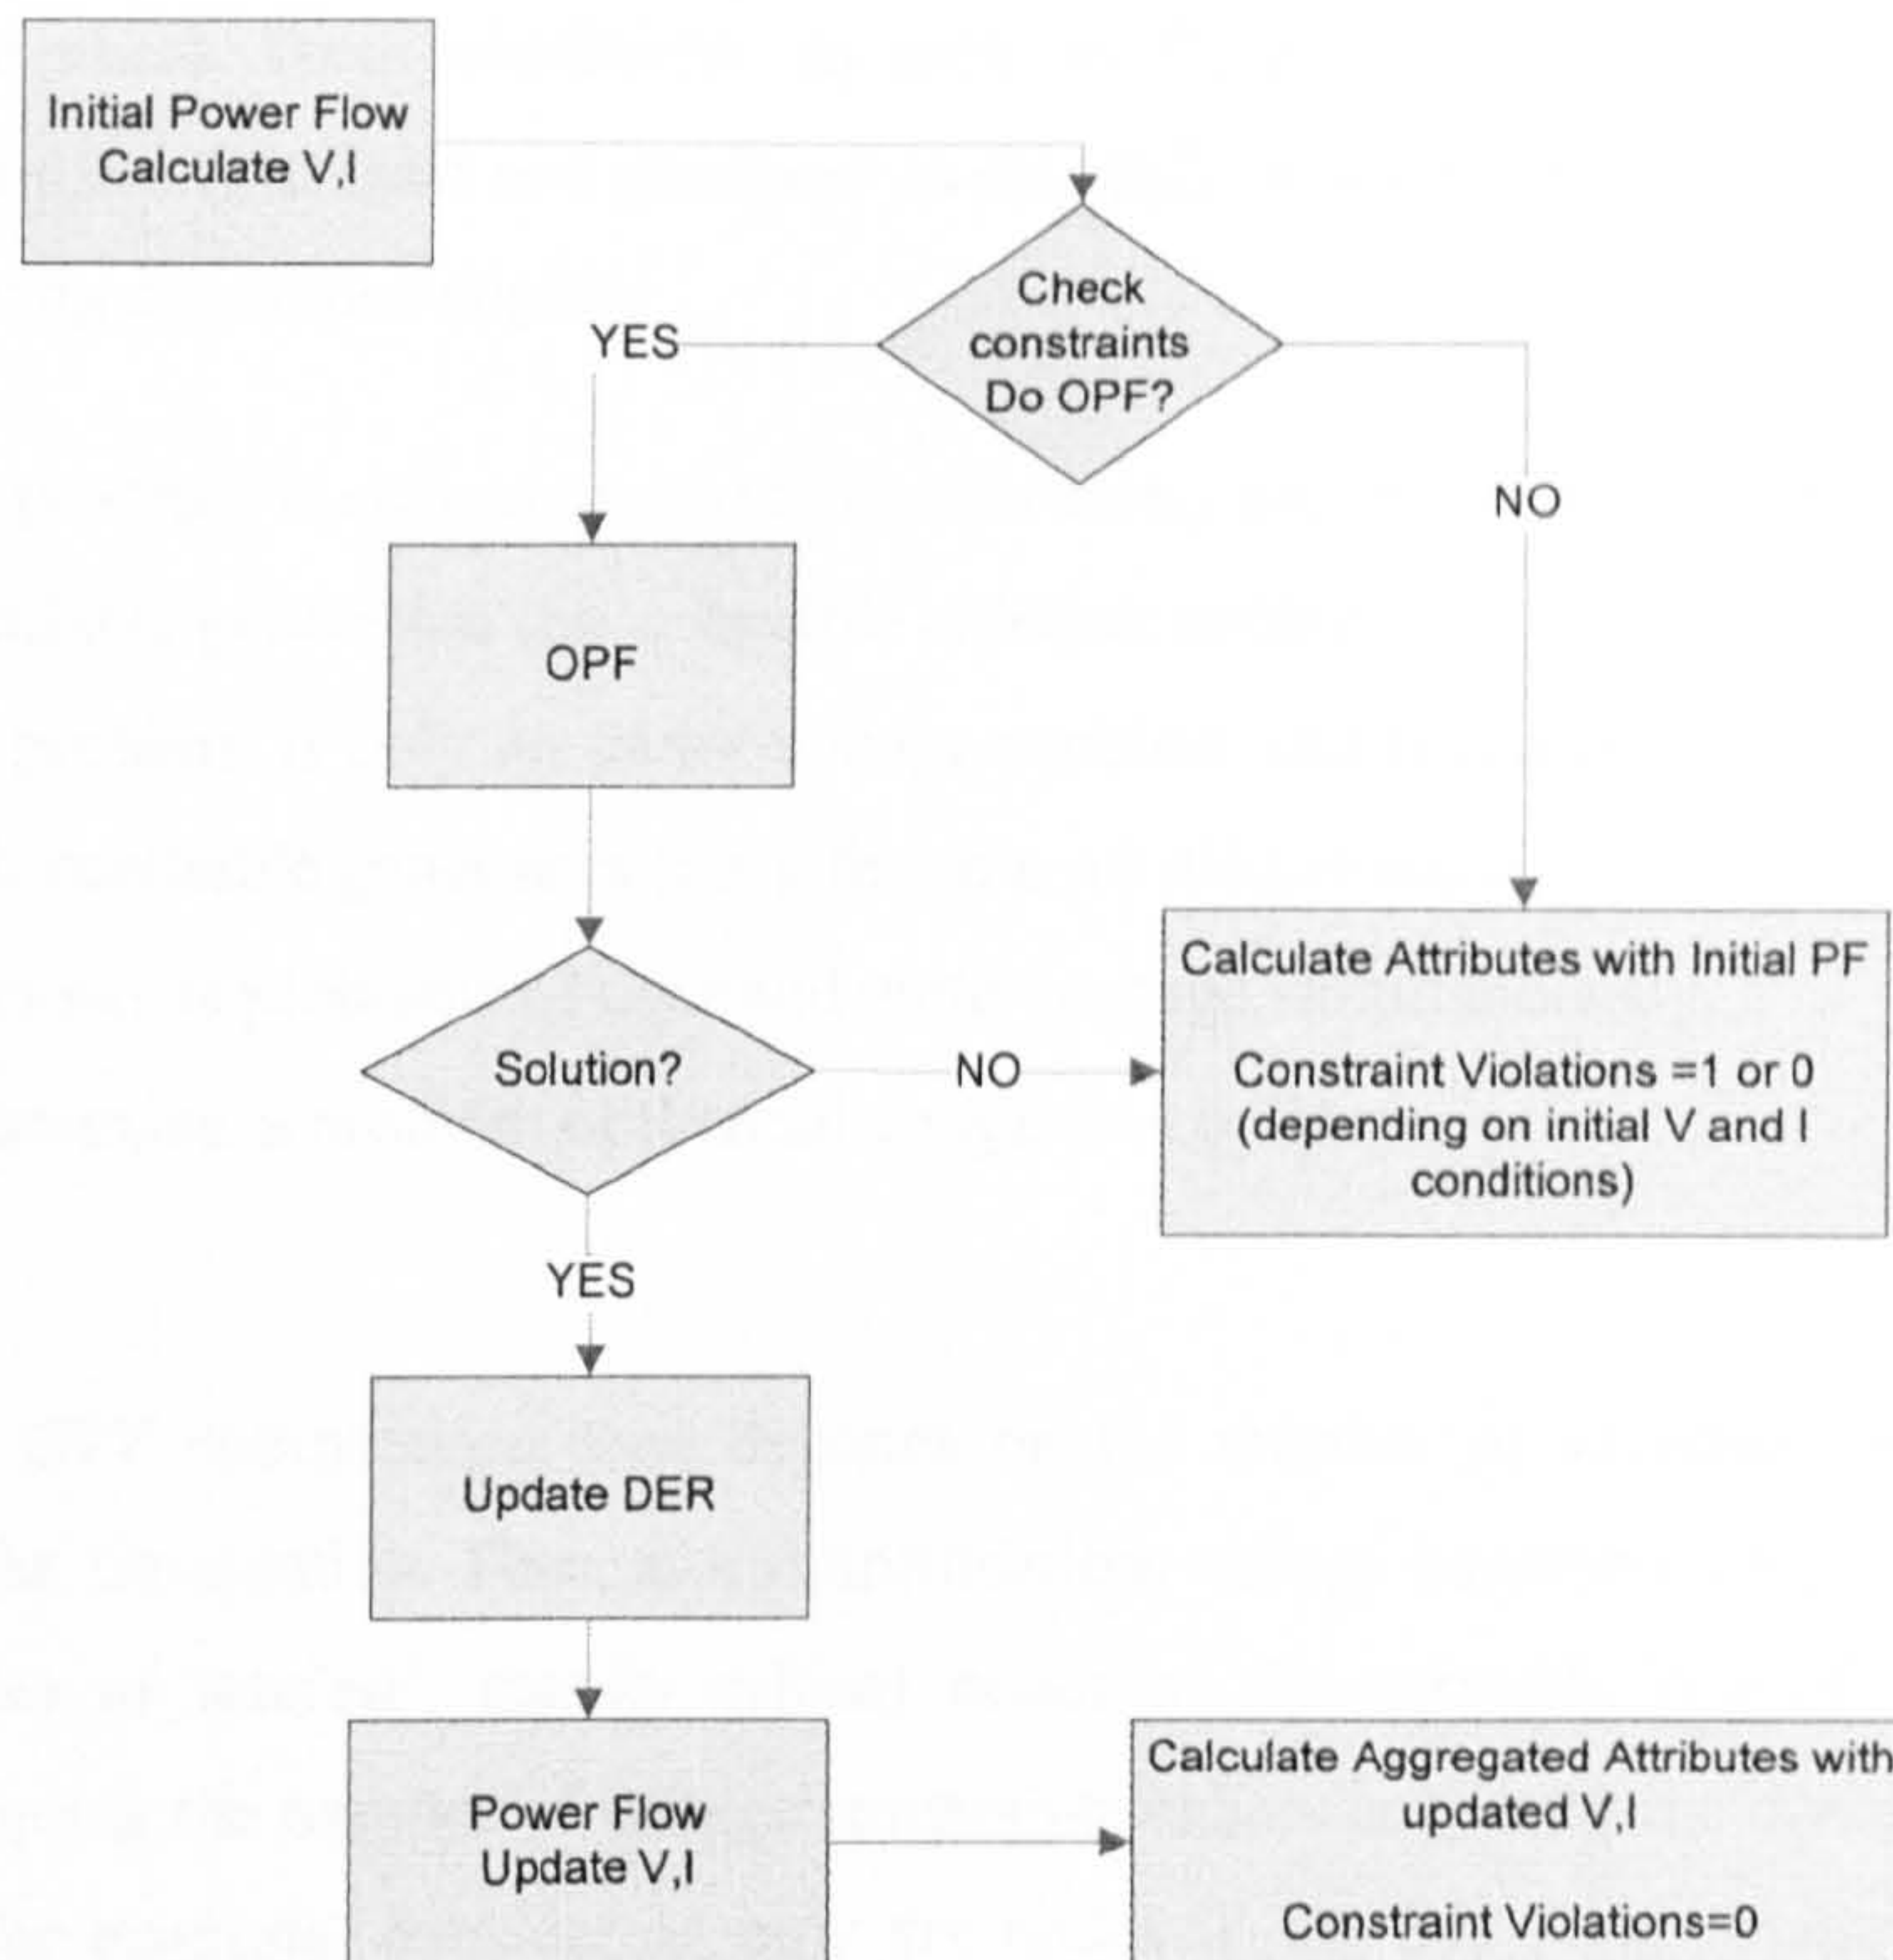 Initial Power Flow
Calculate V,I
Check
constraints
Do OPF?
YES
NO
OPF
Calculate Attributes with Initial PF
Constraint Violations =1 or 0
(depending on initial V and I
conditions)
Solution?
NO
YES
Update DER
Power Flow
Update V,I
Calculate Aggregated Attributes with
updated V,I
Constraint Violations=0